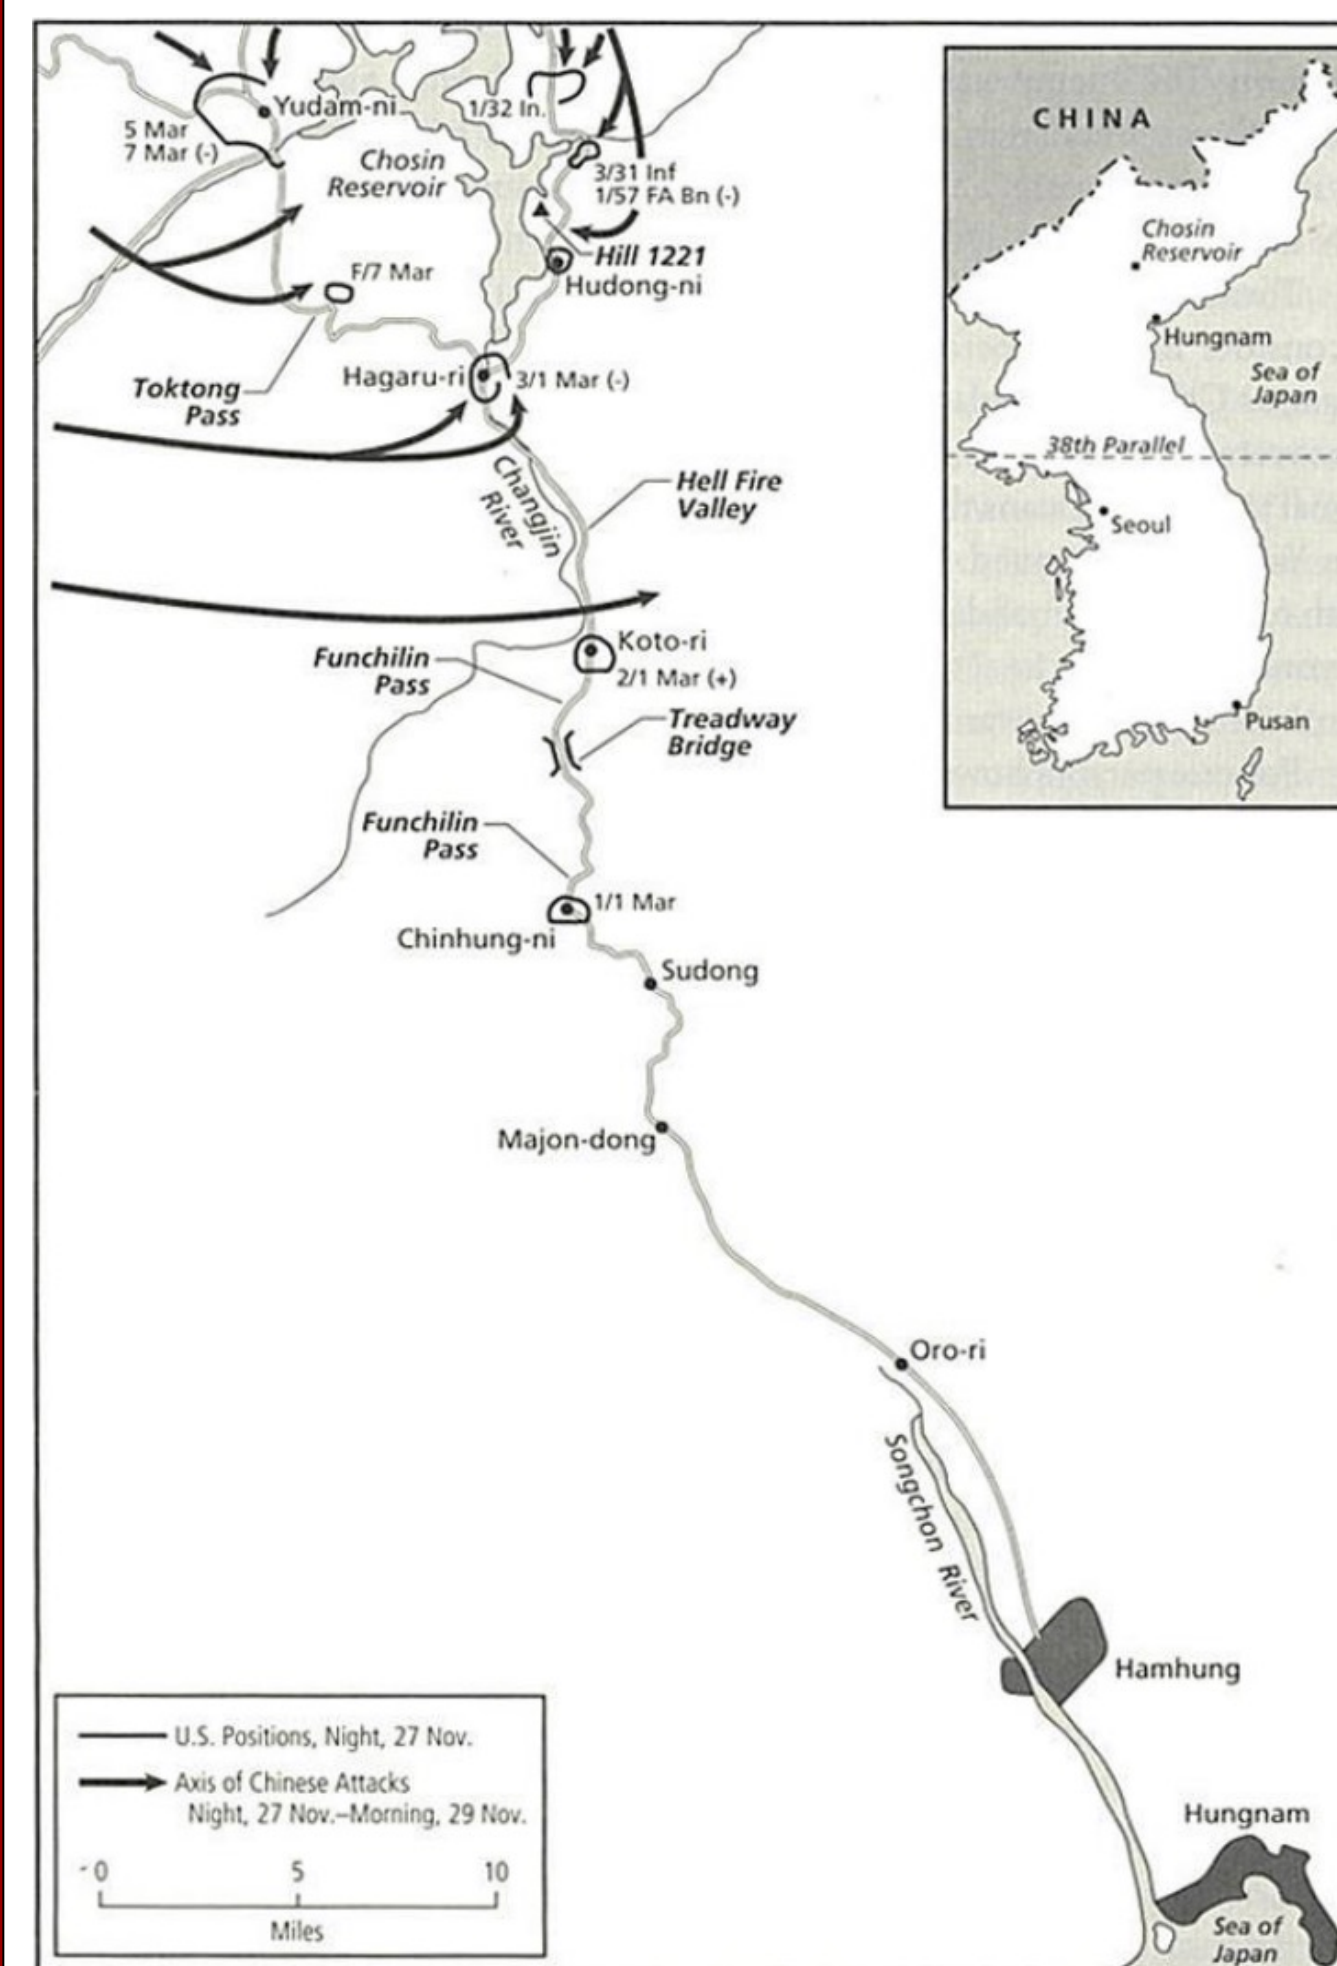 Yudam-ni
1/32 In.
5 Mar
7 Mar (-)
Chosin
Reservoir
3/31 Inf
1/57 FA Bn (-)
Hill 1221
Hudong-ni
F/7 Mar
Toktong
Pass
Hagaru-ri
3/1 Mar (-)
Changjin
River
Hell Fire
Valley
Koto-ri
2/1 Mar (+)
Funchilin
Pass
Treadway
Bridge
Funchilin
Pass
1/1 Mar
Chinhung-ni
Sudong
Majon-dong
Oro-ri
Songchon River
Hamhung
Hungnam
Sea of
Japan
CHINA
Chosin
Reservoir
Hungnam
Sea of
Japan
38th Parallel
Seoul
Pusan
U.S. Positions, Night, 27 Nov.
Axis of Chinese Attacks
Night, 27 Nov.–Morning, 29 Nov.
0 5 10
Miles